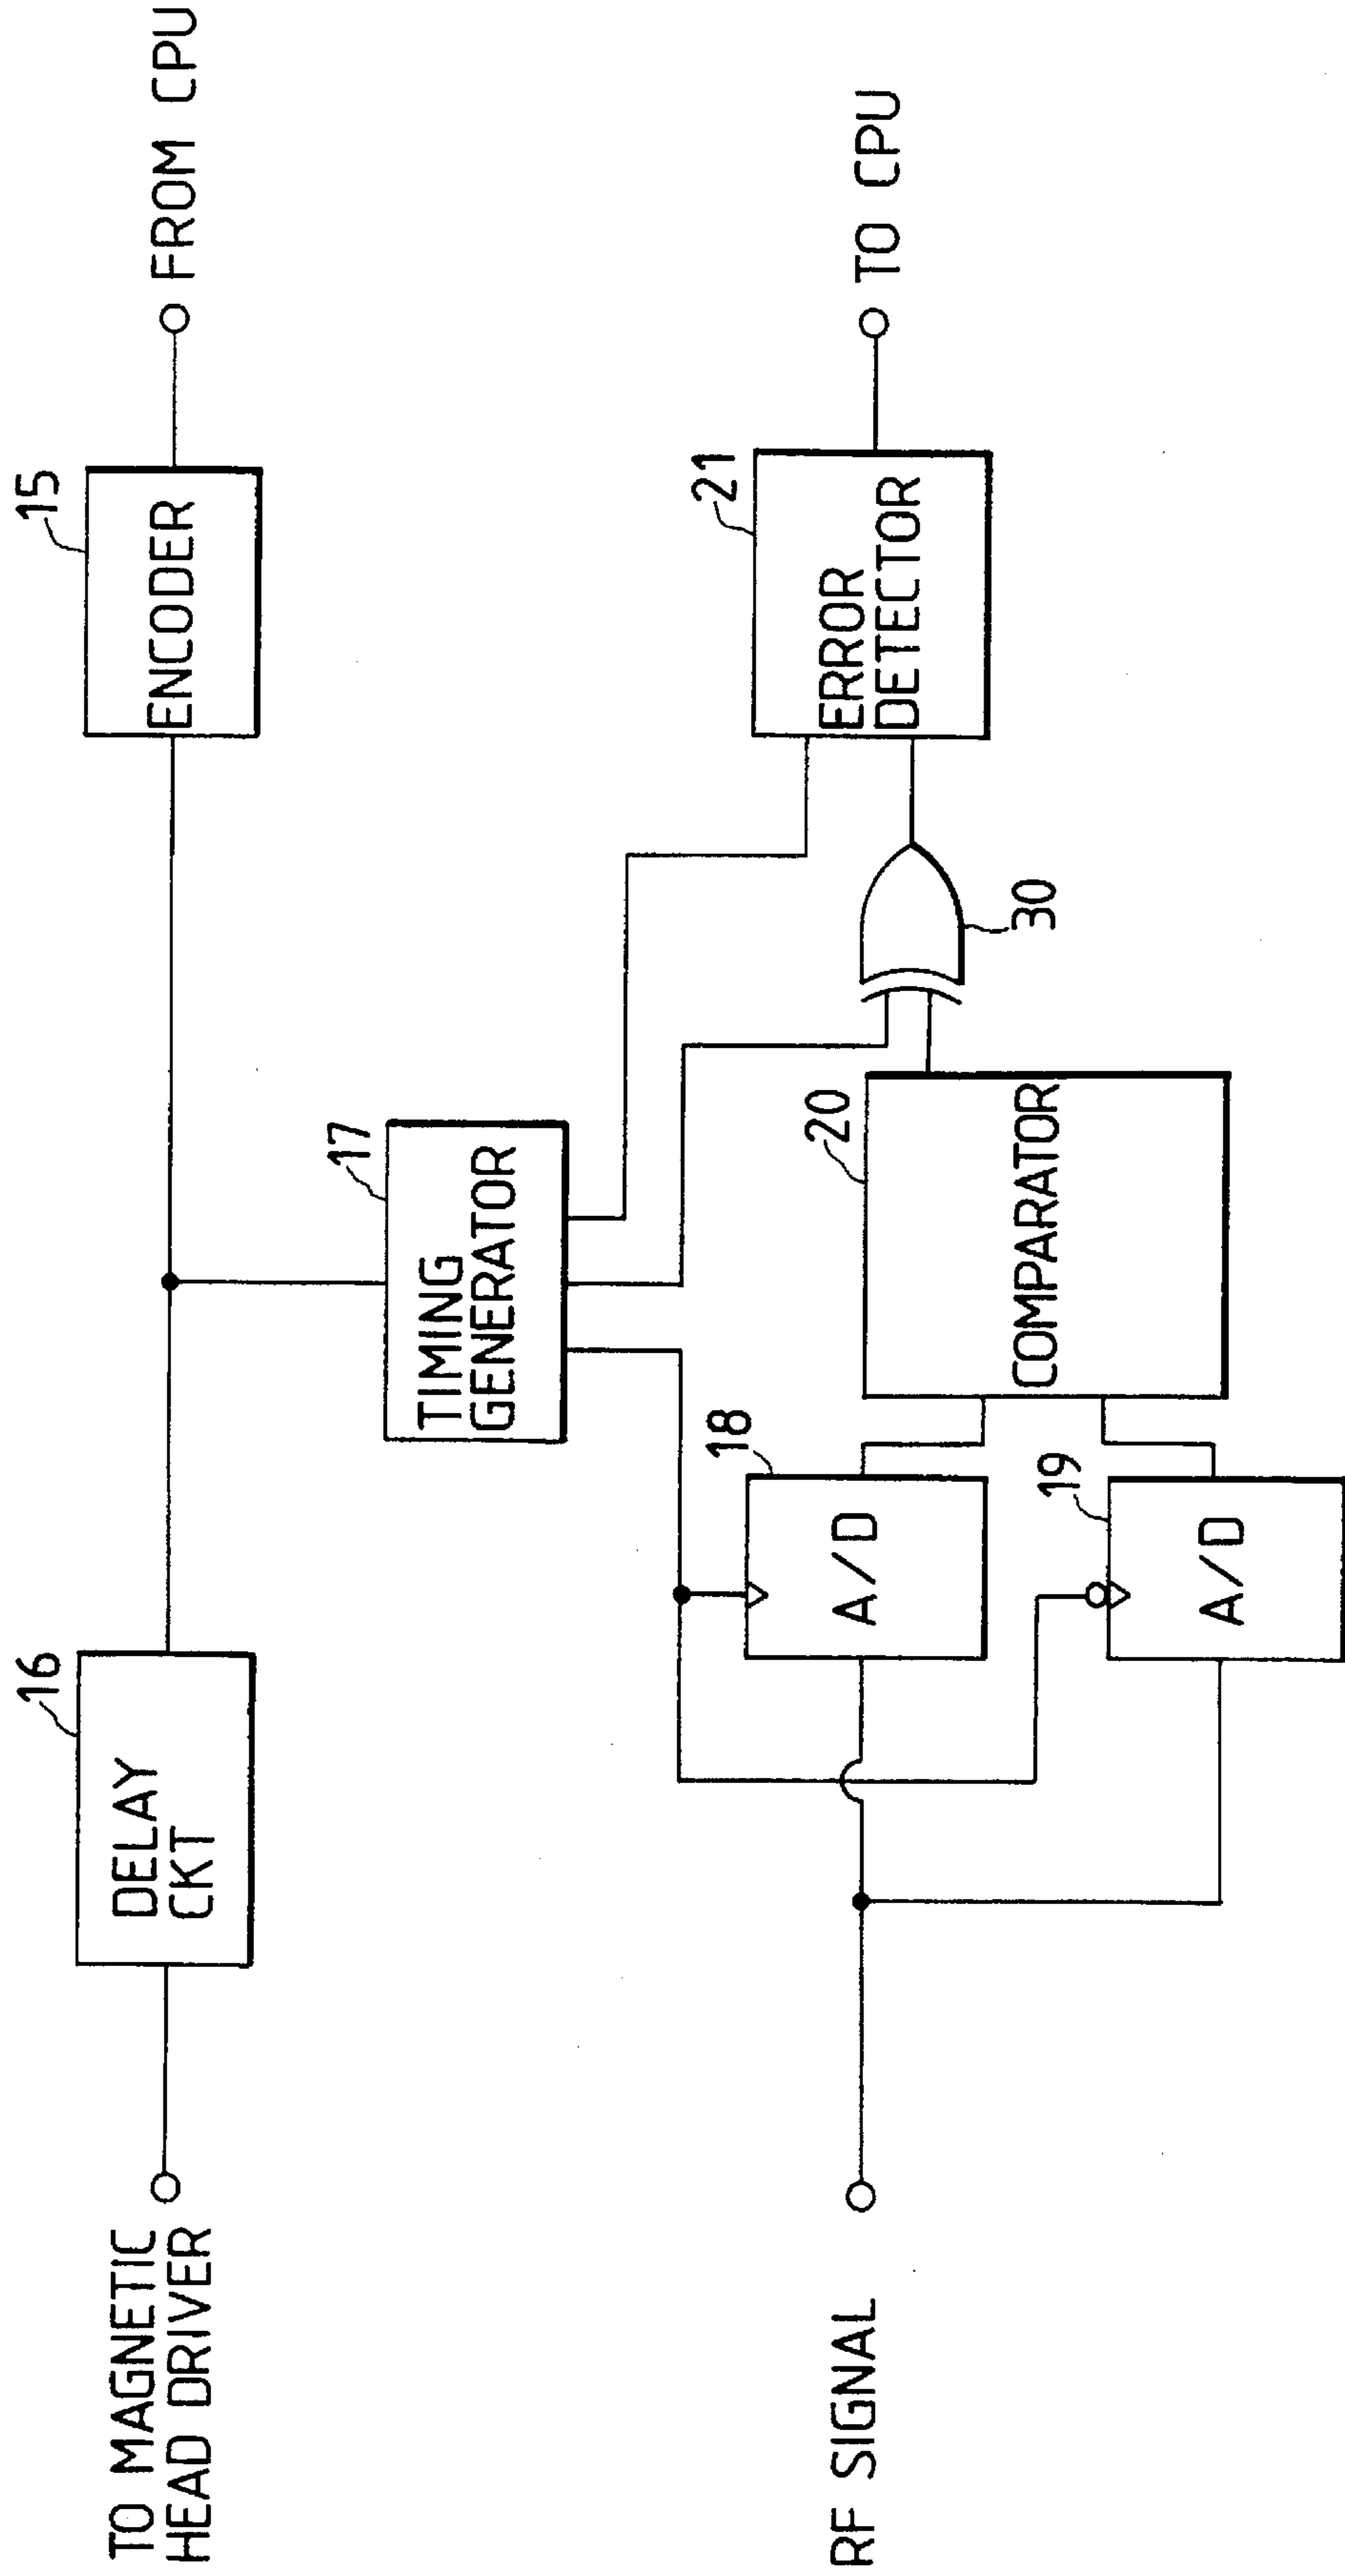 TO MAGNETIC
HEAD DRIVER
16
DELAY
CKT
15
ENCODER
FROM CPU
17
TIMING
GENERATOR
RF SIGNAL
18
A/D
19
A/D
20
COMPARATOR
30
21
ERROR
DETECTOR
TO CPU